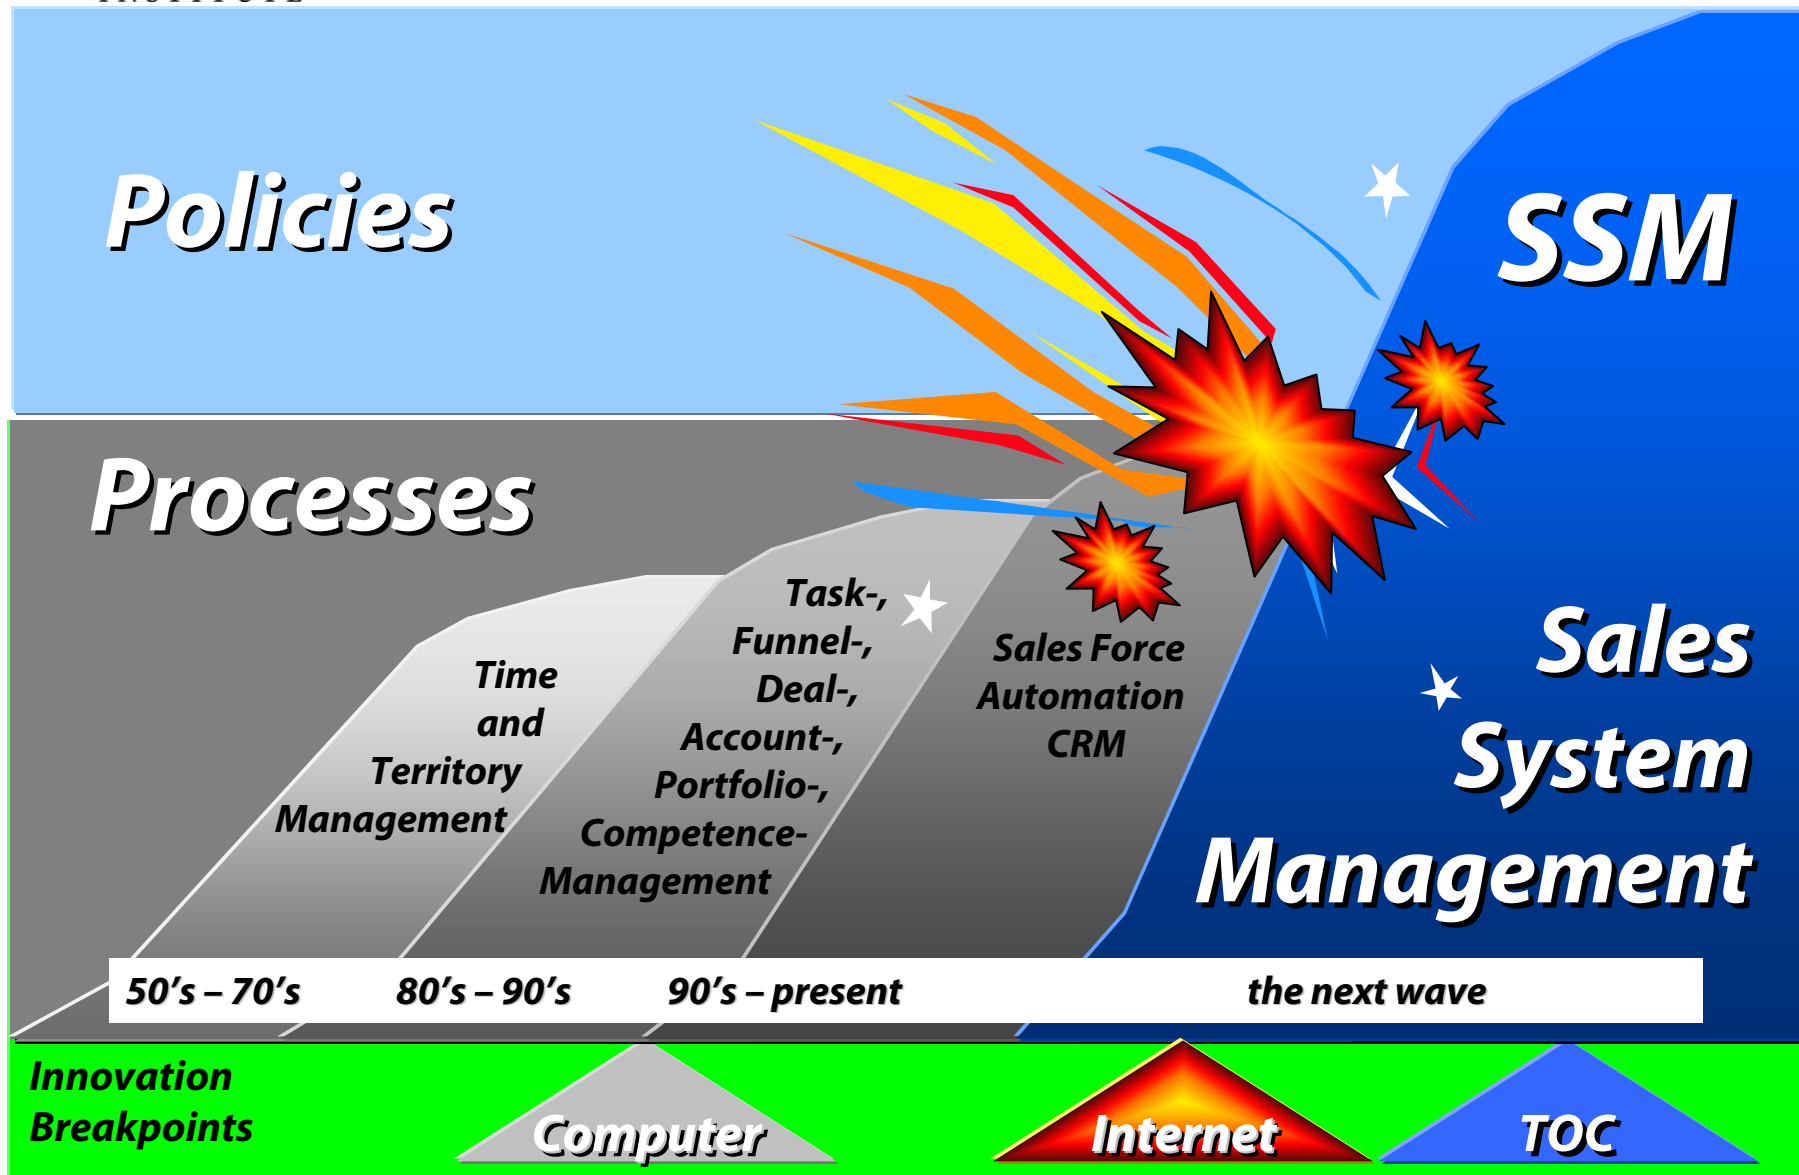 INSTITUTE
Policies
SSM
Processes
Time
and
Territory
Management
Task-,
Funnel-,
Deal-,
Account-,
Portfolio-,
Competence-
Management
Sales Force
Automation
CRM
Sales
System
Management
50’s – 70’s
80’s – 90’s
90’s – present
the next wave
Innovation
Breakpoints
Computer
Internet
TOC